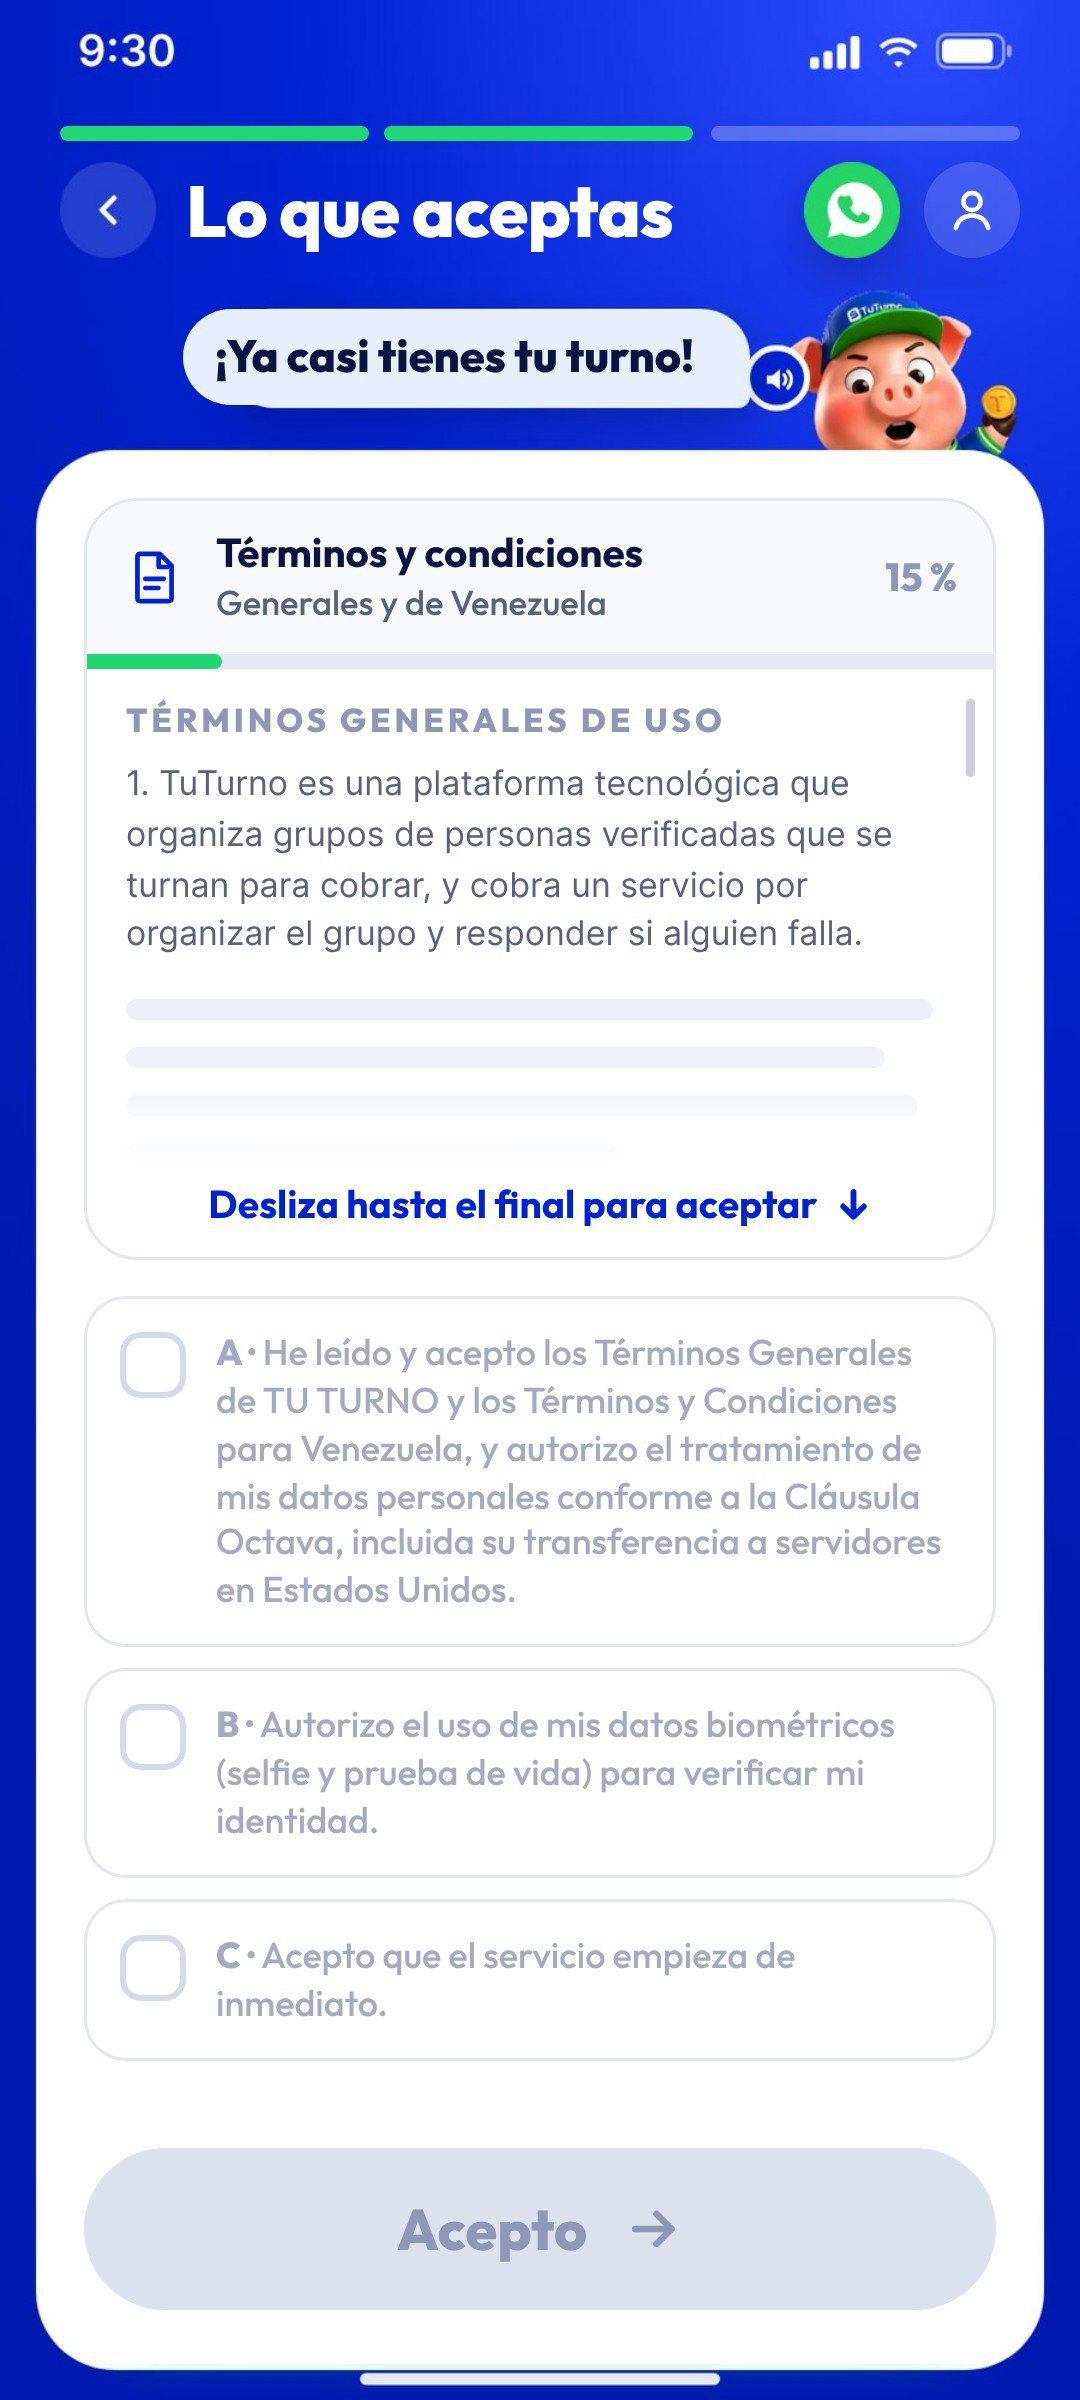 9:30
Lo que aceptas
¡Ya casi tienes tu turno!
TuTurno
Términos y condiciones
Generales y de Venezuela
15 %
TÉRMINOS GENERALES DE USO
1. TuTurno es una plataforma tecnológica que
organiza grupos de personas verificadas que se
turnan para cobrar, y cobra un servicio por
organizar el grupo y responder si alguien falla.
Desliza hasta el final para aceptar ↓
A • He leído y acepto los Términos Generales
de TU TURNO y los Términos y Condiciones
para Venezuela, y autorizo el tratamiento de
mis datos personales conforme a la Cláusula
Octava, incluida su transferencia a servidores
en Estados Unidos.
B • Autorizo el uso de mis datos biométricos
(selfie y prueba de vida) para verificar mi
identidad.
C • Acepto que el servicio empieza de
inmediato.
Acepto →